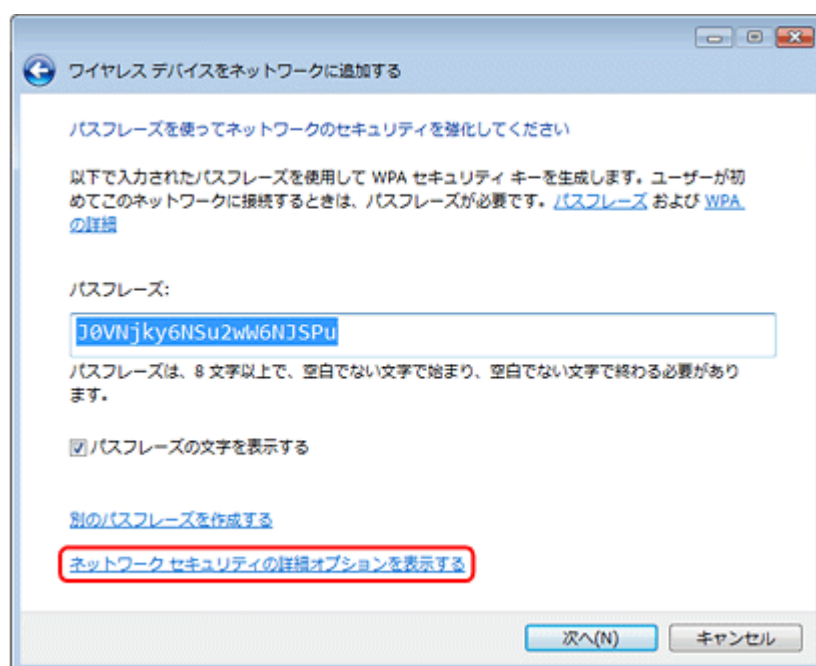 ワイヤレス デバイスをネットワークに追加する
パスフレーズを使ってネットワークのセキュリティを強化してください
以下で入力されたパスフレーズを使用して WPA セキュリティ キーを生成します。ユーザーが初
めてこのネットワークに接続するときは、パスフレーズが必要です。パスフレーズ および WPA
の詳細
パスフレーズ:
J0VNjky6NSu2wW6NJSPu
パスフレーズは、8 文字以上で、空白でない文字で始まり、空白でない文字で終わる必要があり
ます。
パスフレーズの文字を表示する
別のパスフレーズを作成する
ネットワーク セキュリティの詳細オプションを表示する
次へ(N)
キャンセル